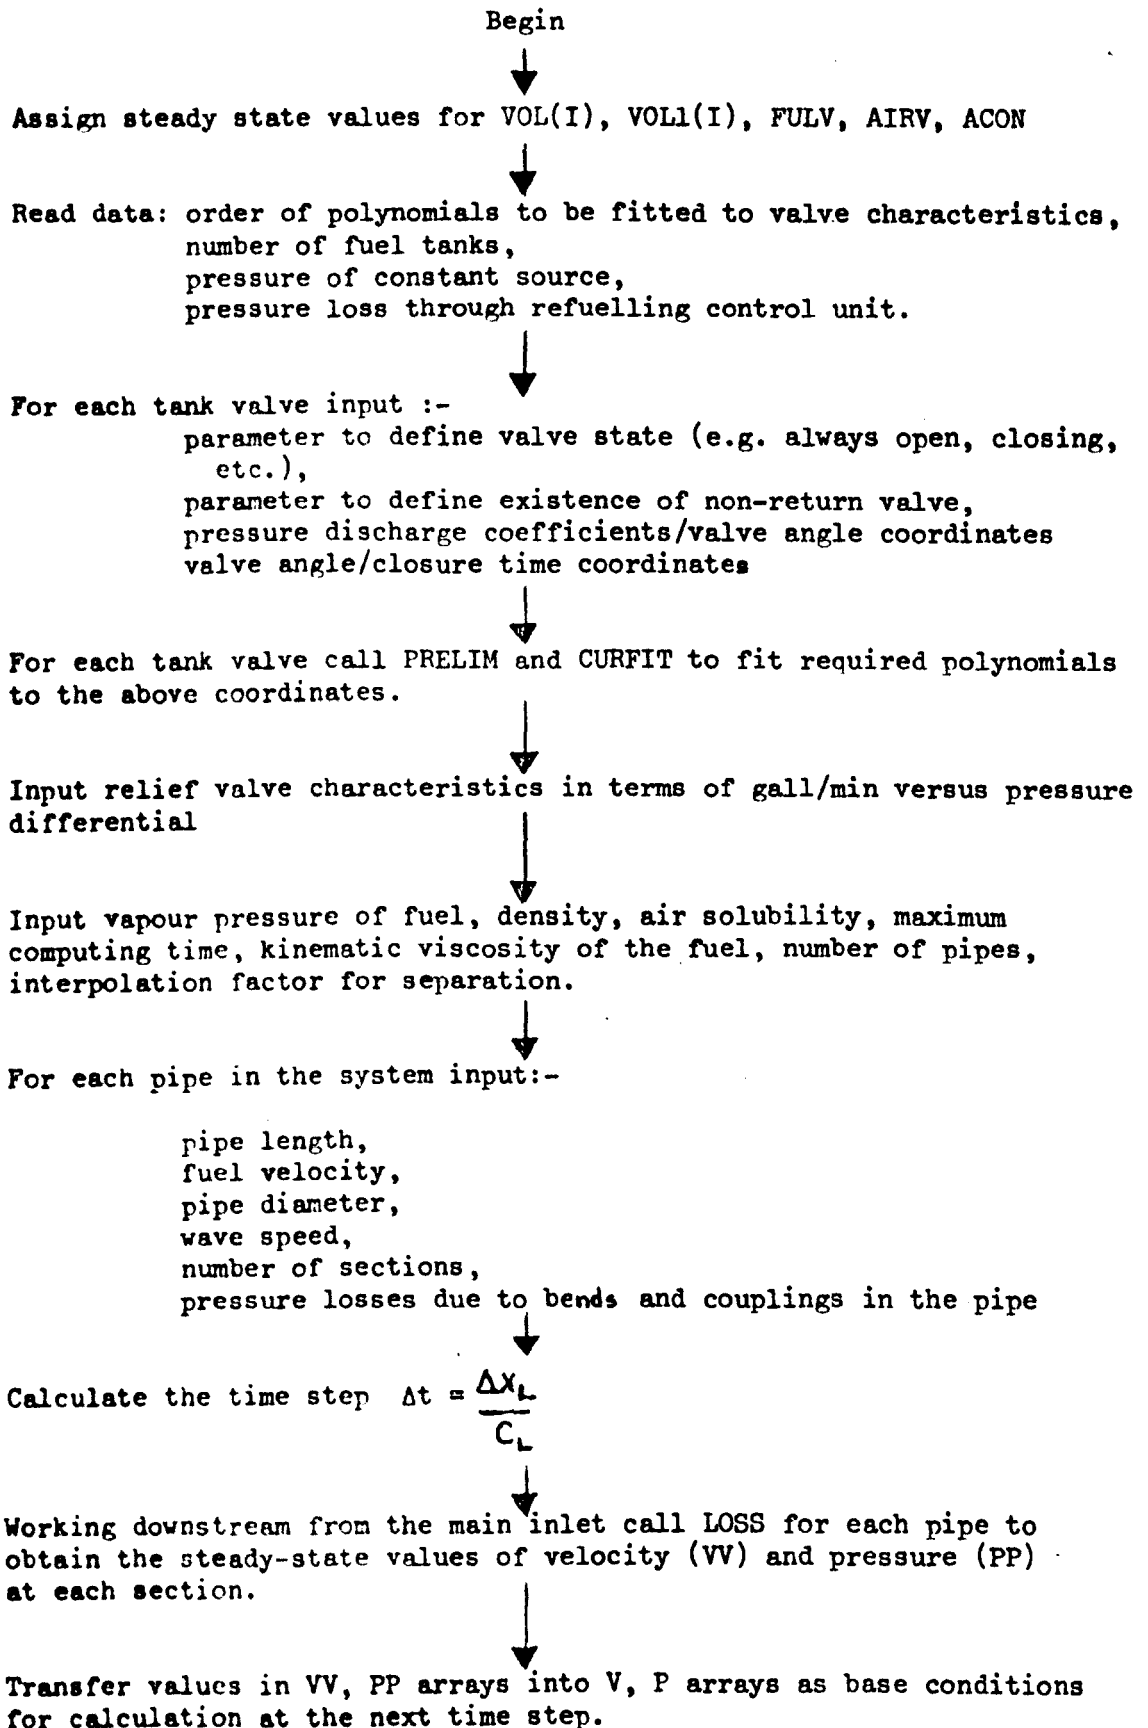 Begin
Assign steady state values for VOL(I), VOL1(I), FULV, AIRV, ACON
Read data: order of polynomials to be fitted to valve characteristics,
number of fuel tanks,
pressure of constant source,
pressure loss through refuelling control unit.
For each tank valve input :-
parameter to define valve state (e.g. always open, closing,
etc.),
parameter to define existence of non-return valve,
pressure discharge coefficients/valve angle coordinates
valve angle/closure time coordinates
For each tank valve call PRELIM and CURFIT to fit required polynomials
to the above coordinates.
Input relief valve characteristics in terms of gall/min versus pressure
differential
Input vapour pressure of fuel, density, air solubility, maximum
computing time, kinematic viscosity of the fuel, number of pipes,
interpolation factor for separation.
For each pipe in the system input:-
pipe length,
fuel velocity,
pipe diameter,
wave speed,
number of sections,
pressure losses due to bends and couplings in the pipe
Calculate the time step Δt = ΔX_L / C_L
Working downstream from the main inlet call LOSS for each pipe to
obtain the steady-state values of velocity (VV) and pressure (PP)
at each section.
Transfer values in VV, PP arrays into V, P arrays as base conditions
for calculation at the next time step.